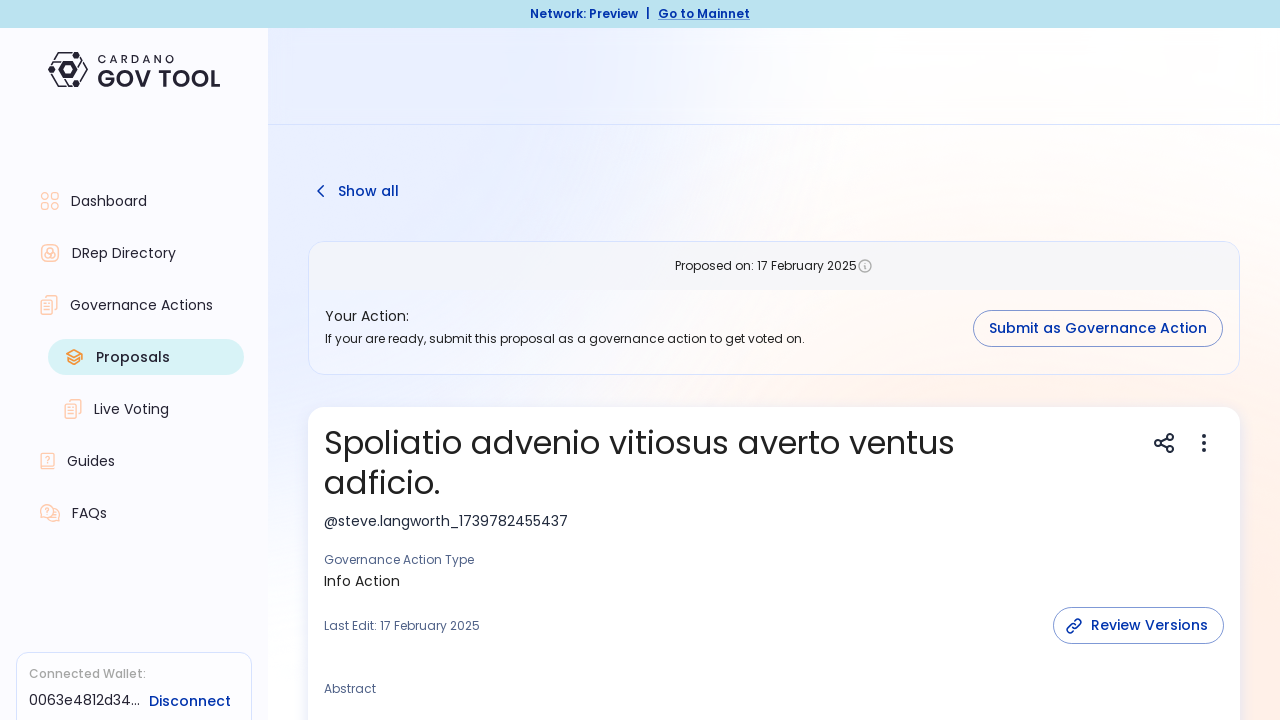 Network: Preview | Go to Mainnet
CARDANO
GOV TOOL
Dashboard
DRep Directory
Governance Actions
Proposals
Live Voting
Guides
FAQs
Connected Wallet:
0063e4812d34... Disconnect
Show all
Proposed on: 17 February 2025
Your Action:
If your are ready, submit this proposal as a governance action to get voted on.
Submit as Governance Action
Spoliatio advenio vitiosus averto ventus
adficio.
@steve.langworth_1739782455437
Governance Action Type
Info Action
Last Edit: 17 February 2025
Review Versions
Abstract